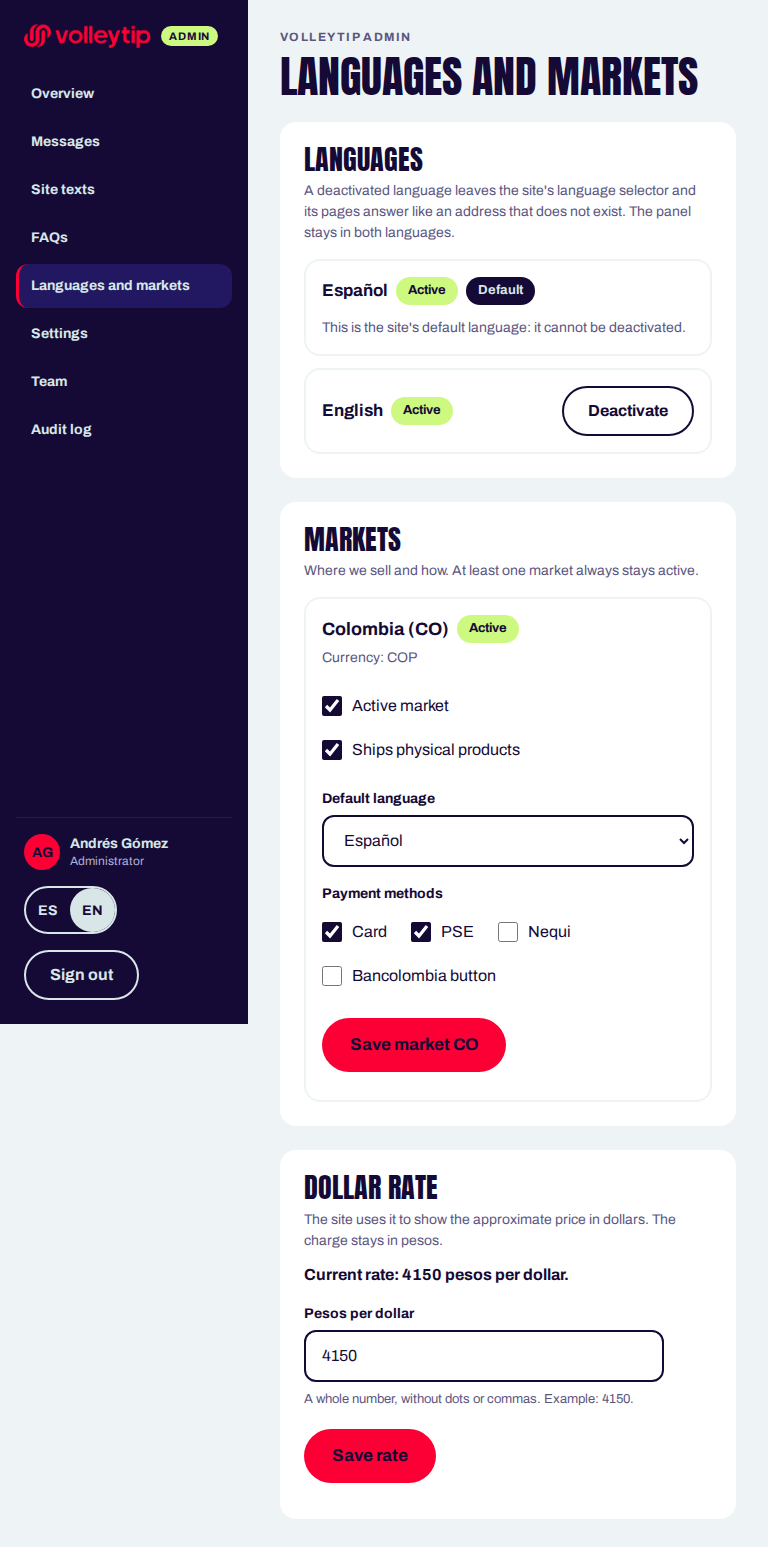 volleytip ADMIN
Overview
Messages
Site texts
FAQs
Languages and markets
Settings
Team
Audit log
AG
Andrés Gómez
Administrator
ES EN
Sign out
VOLLEYTIP ADMIN
LANGUAGES AND MARKETS
LANGUAGES
A deactivated language leaves the site's language selector and
its pages answer like an address that does not exist. The panel
stays in both languages.
Español Active Default
This is the site's default language: it cannot be deactivated.
English Active Deactivate
MARKETS
Where we sell and how. At least one market always stays active.
Colombia (CO) Active
Currency: COP
Active market
Ships physical products
Default language
Español
Payment methods
Card PSE Nequi
Bancolombia button
Save market CO
DOLLAR RATE
The site uses it to show the approximate price in dollars. The
charge stays in pesos.
Current rate: 4150 pesos per dollar.
Pesos per dollar
4150
A whole number, without dots or commas. Example: 4150.
Save rate